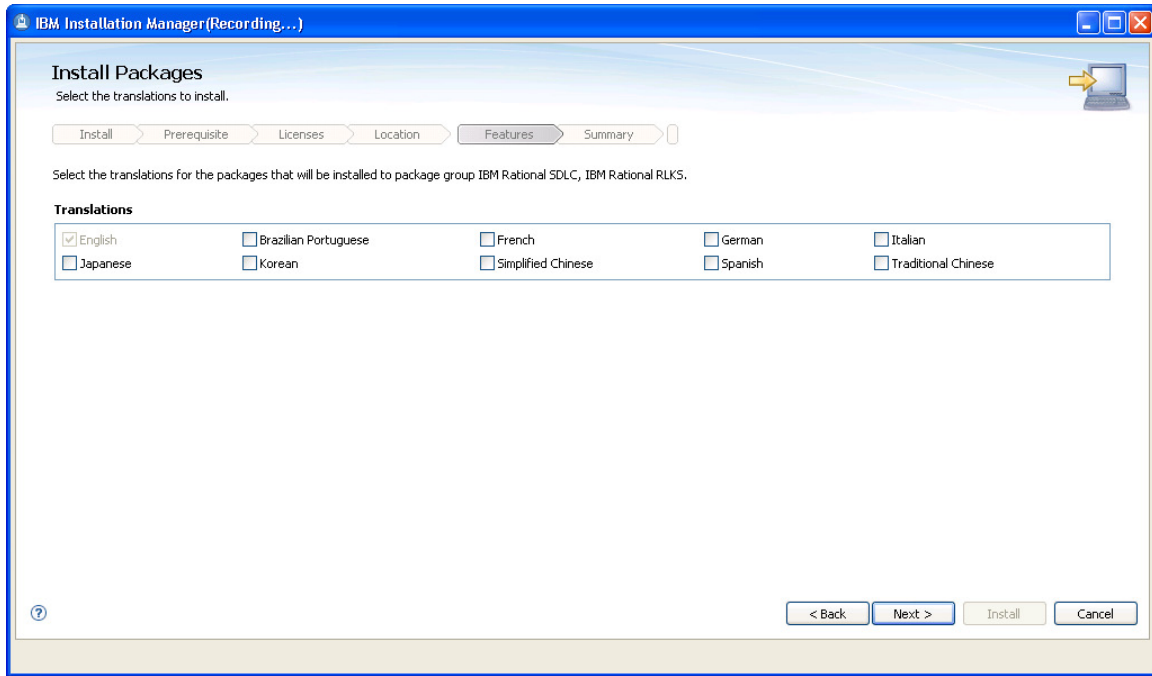 IBM Installation Manager(Recording...)
Install Packages
Select the translations to install.
Install Prerequisite Licenses Location Features Summary
Select the translations for the packages that will be installed to package group IBM Rational SDLC, IBM Rational RLKS.
Translations
English Brazilian Portuguese French German Italian
Japanese Korean Simplified Chinese Spanish Traditional Chinese
? < Back Next > Install Cancel